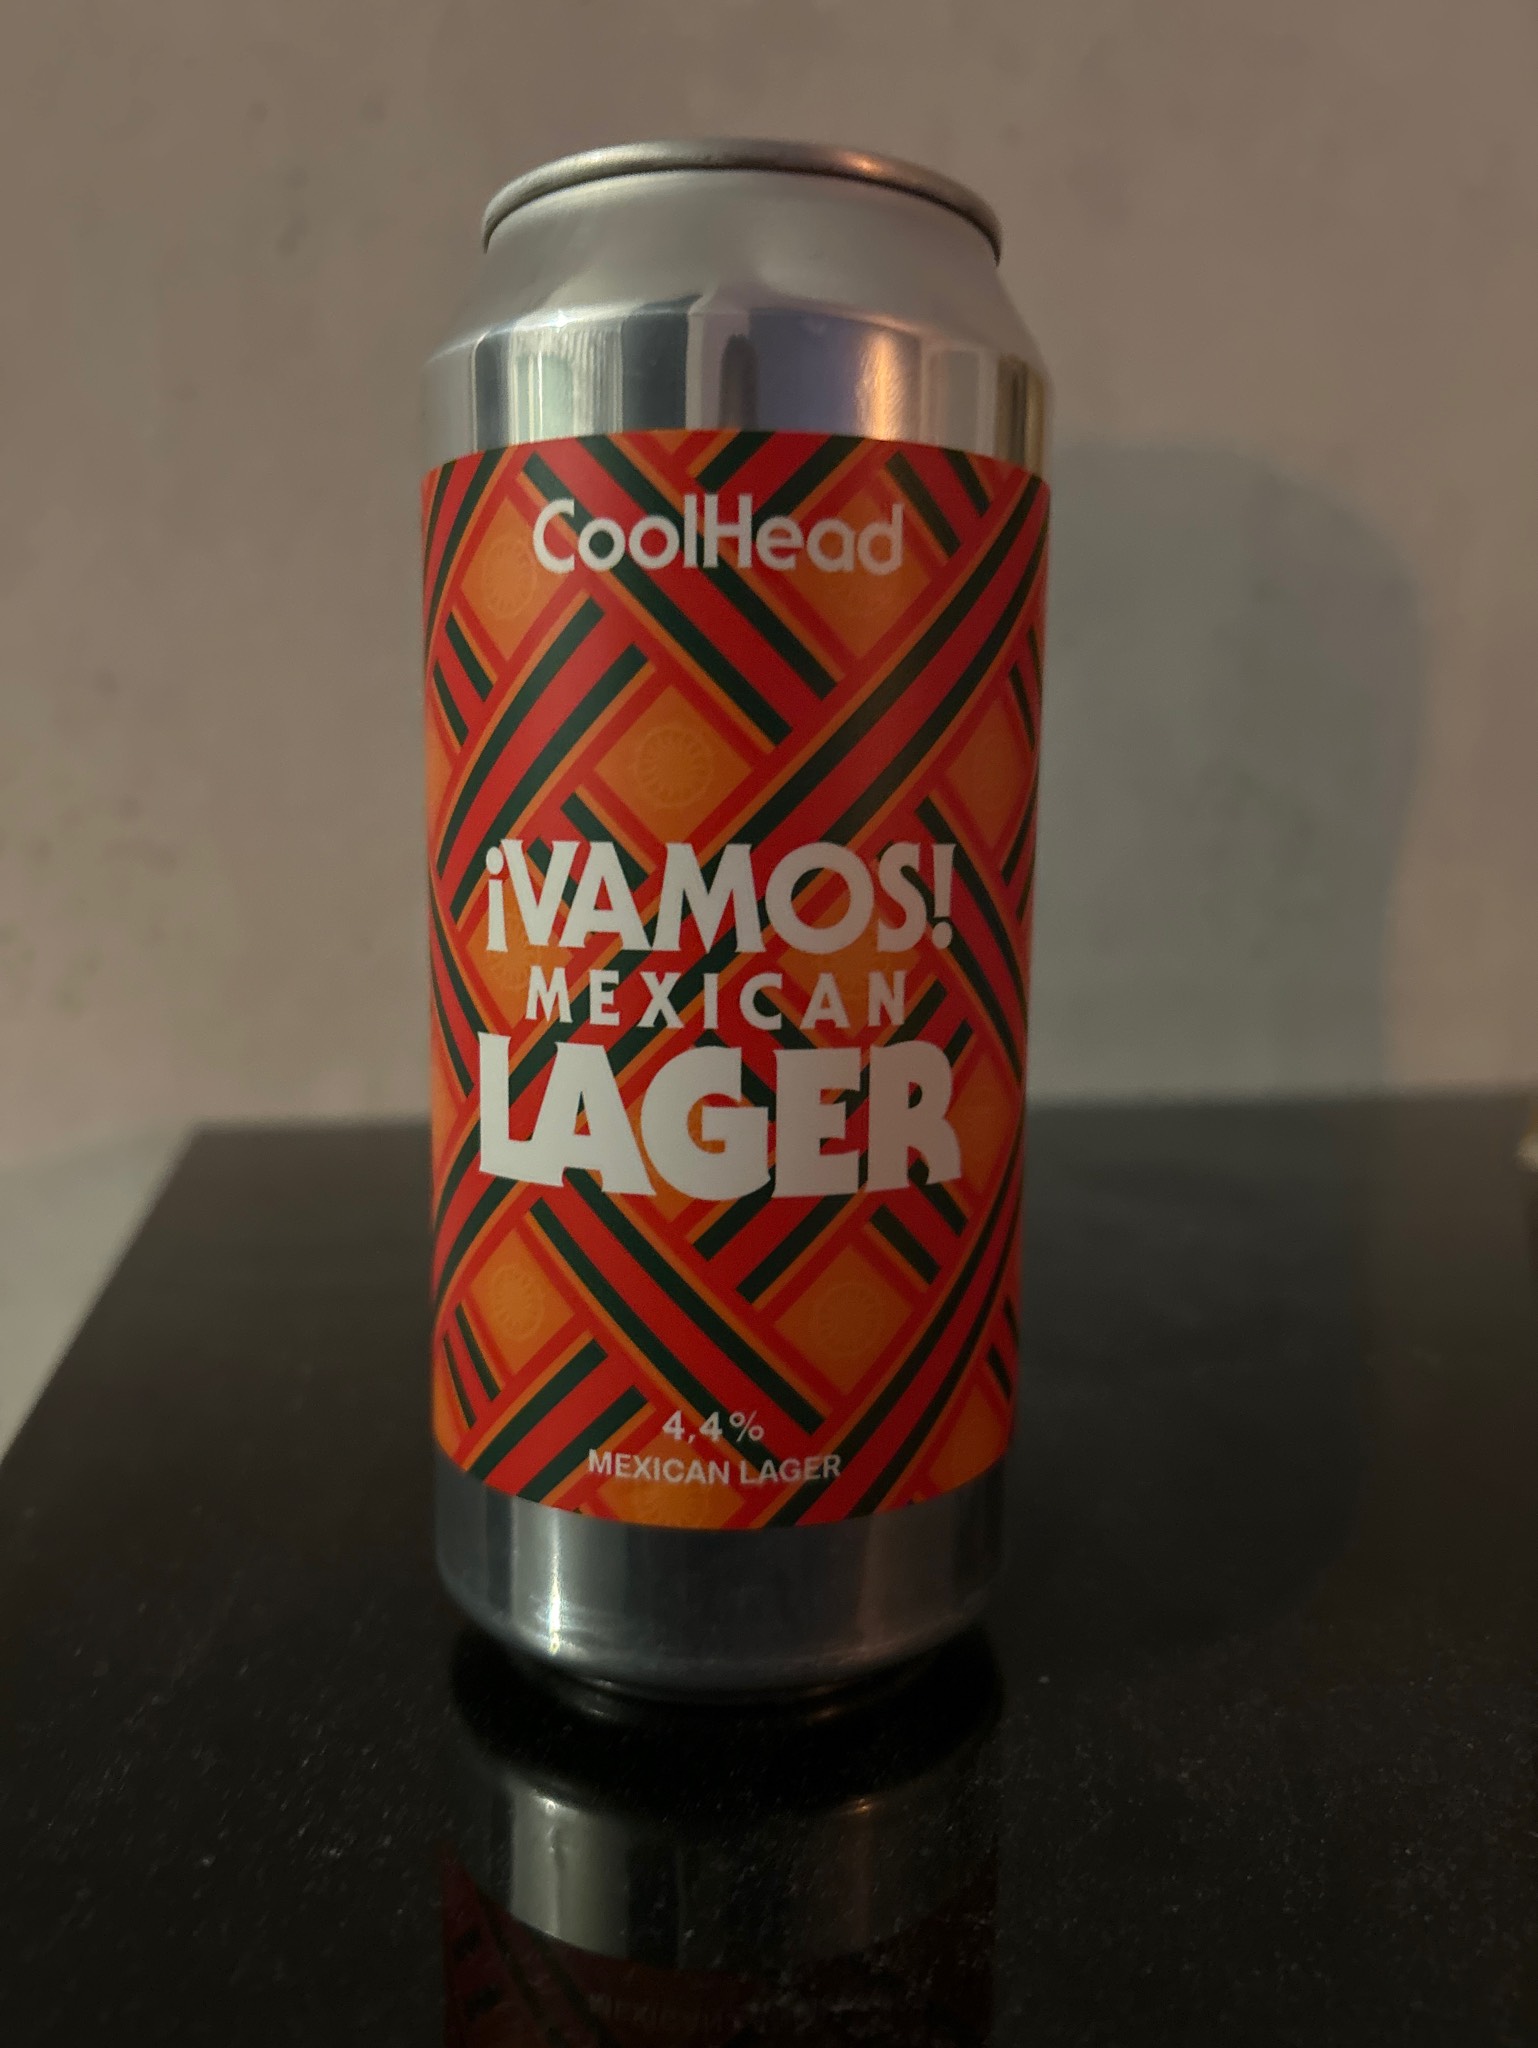 CoolHead
¡VAMOS!
MEXICAN
LAGER
4,4%
MEXICAN LAGER